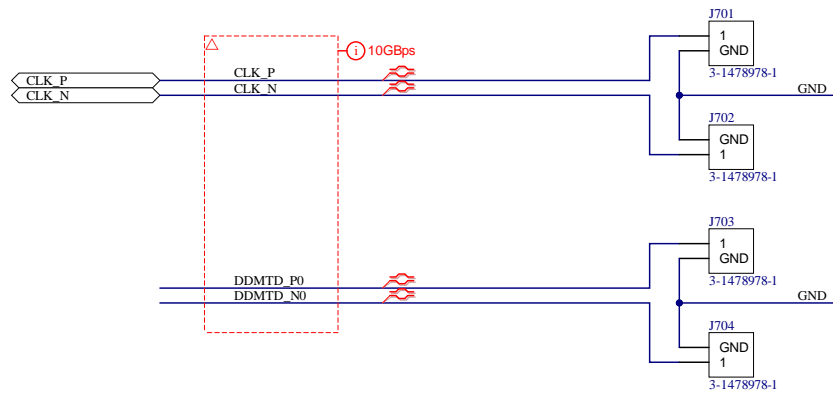 J701
i 10GBps
1
GND
3-1478978-1
CLK_P
CLK_P
CLK_N
CLK_N
GND
J702
GND
1
3-1478978-1
J703
1
GND
3-1478978-1
DDMTD_P0
DDMTD_N0
GND
J704
GND
1
3-1478978-1